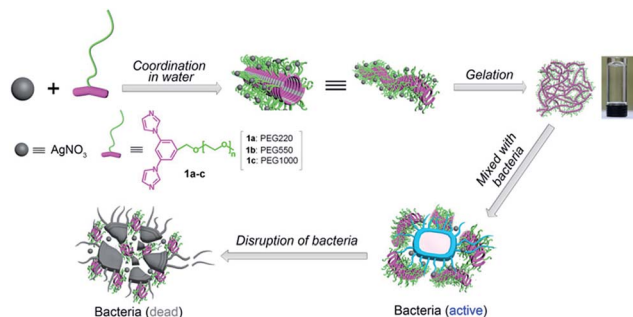 +
Coordination
in water
≡
Gelation
≡ AgNO3
≡
N
N
N
N
O
O
n
1a: PEG220
1b: PEG550
1c: PEG1000
1a-c
Mixed with
bacteria
Disruption of bacteria
Bacteria (dead)
Bacteria (active)